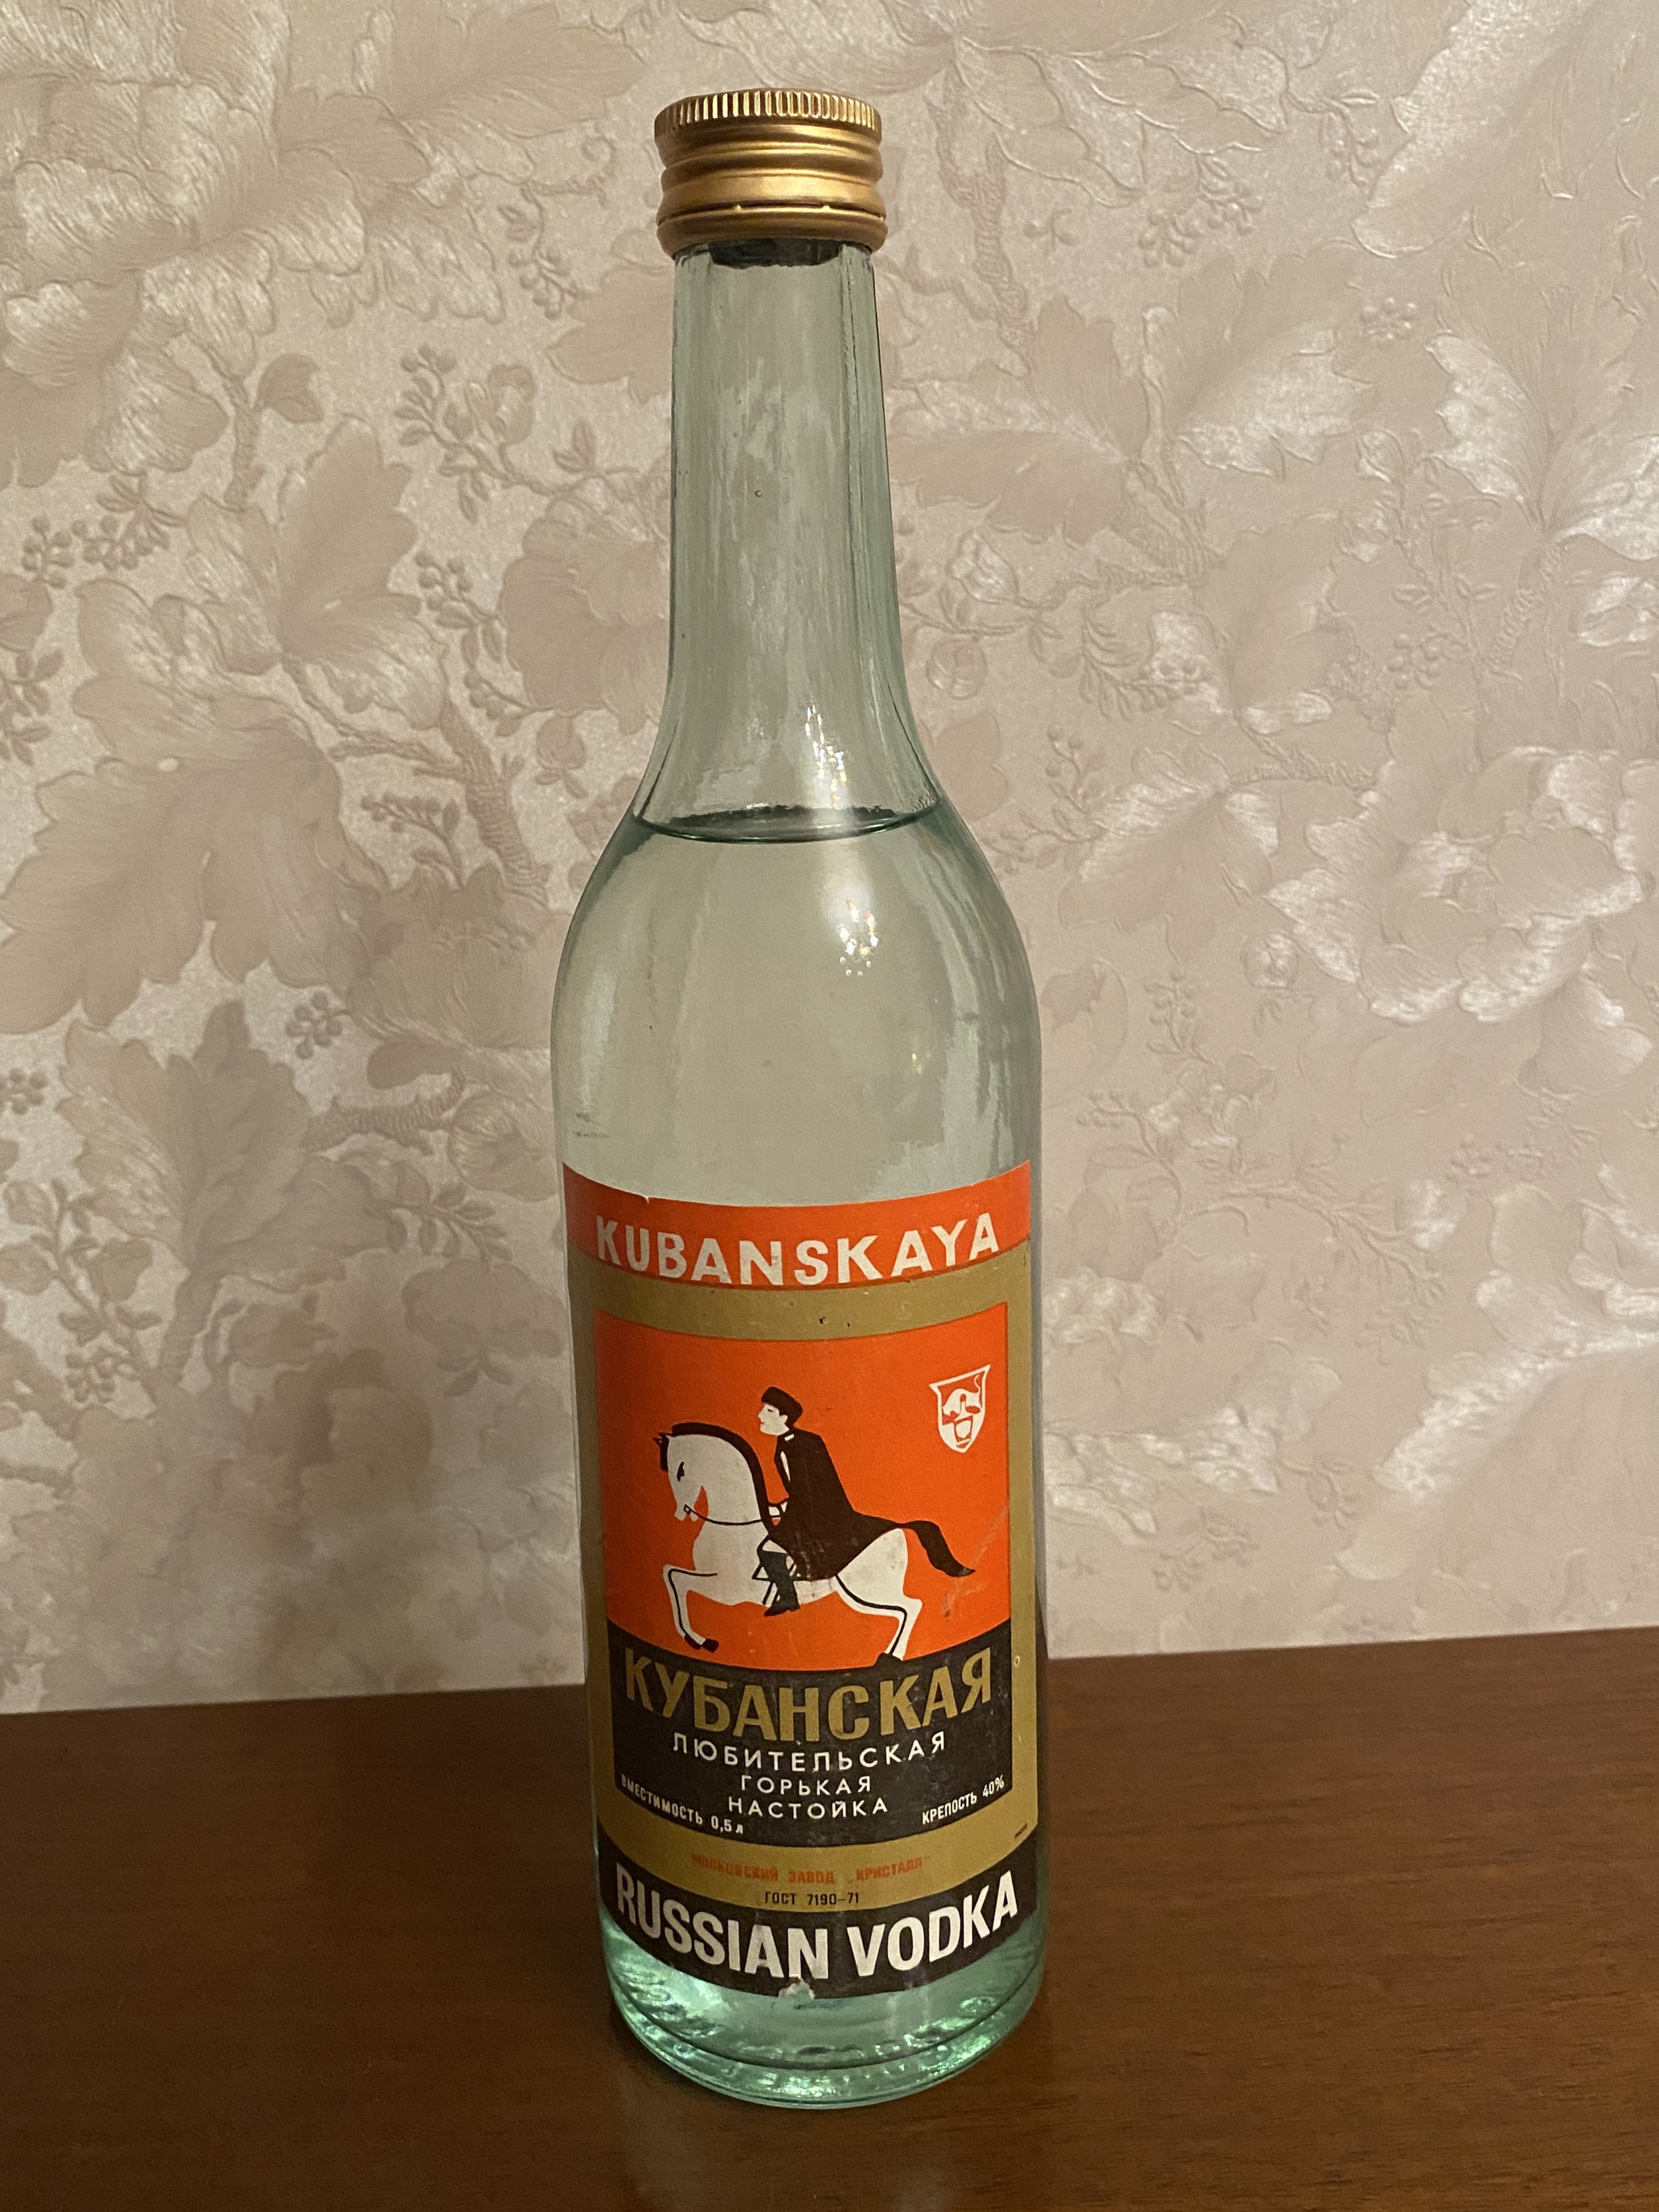 KUBANSKAYA
КУБАНСКАЯ
ЛЮБИТЕЛЬСКАЯ
ГОРЬКАЯ
НАСТОЙКА
ВМЕСТИМОСТЬ 0,5 л
КРЕПОСТЬ 40%
МОСКОВСКИЙ ЗАВОД „КРИСТАЛЛ"
ГОСТ 7190—71
RUSSIAN VODKA